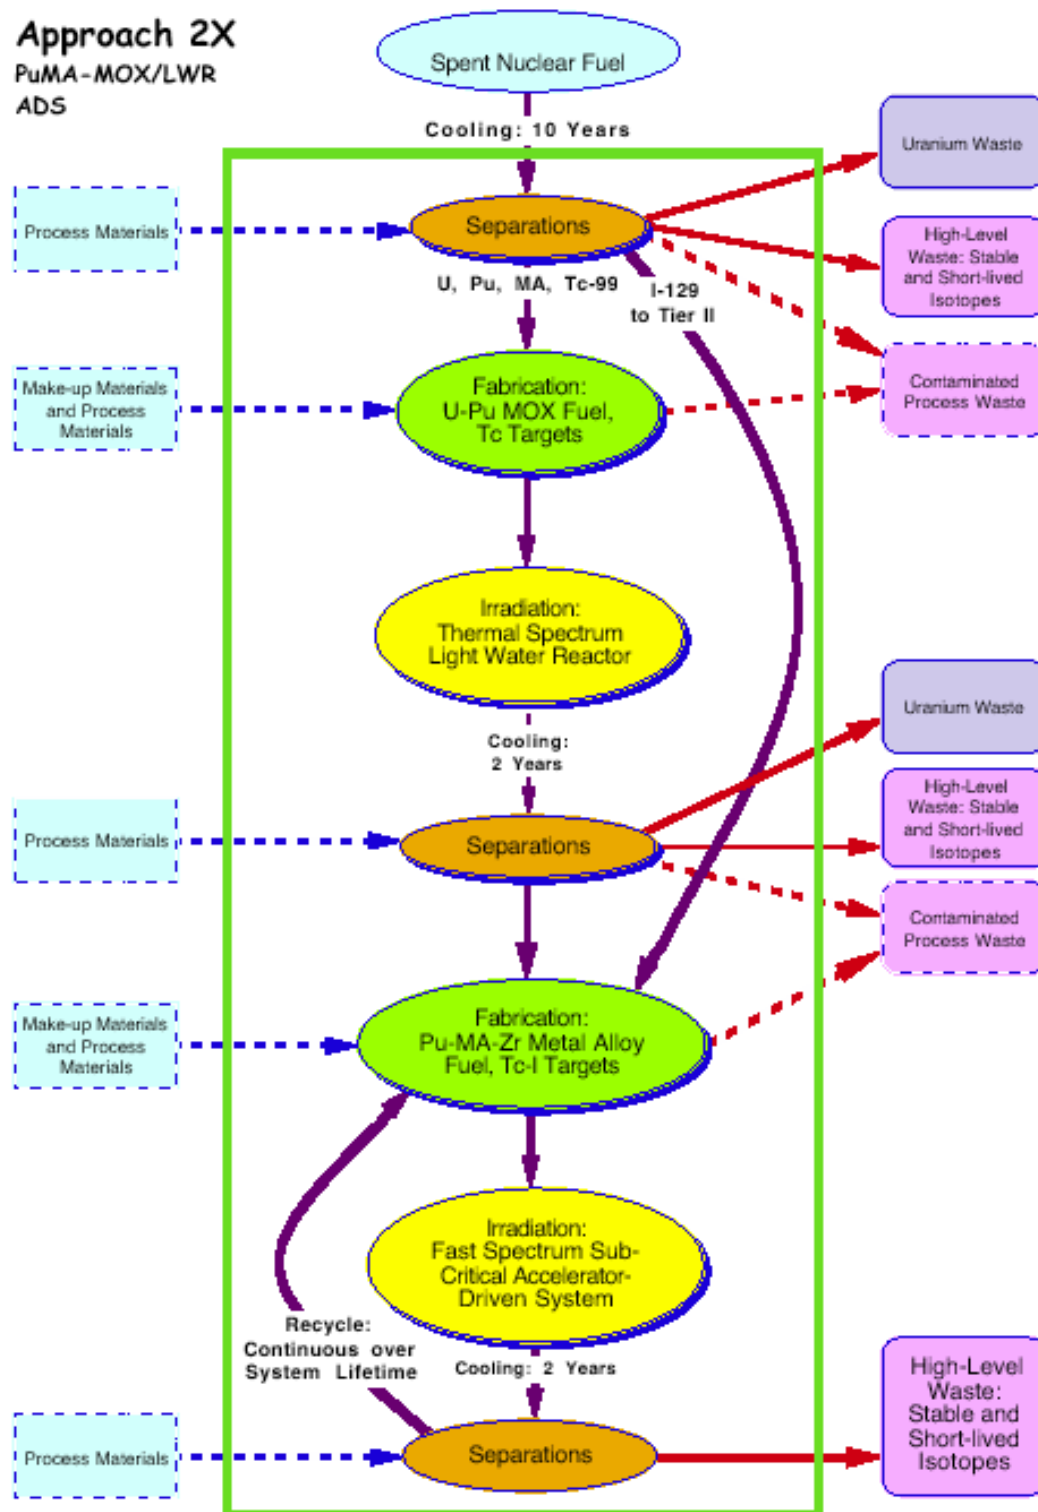 Approach 2X
PuMA-MOX/LWR
ADS
Spent Nuclear Fuel
Cooling: 10 Years
Uranium Waste
Process Materials
Separations
High-Level
Waste: Stable
and Short-lived
Isotopes
U, Pu, MA, Tc-99
I-129
to Tier II
Make-up Materials
and Process
Materials
Fabrication:
U-Pu MOX Fuel,
Tc Targets
Contaminated
Process Waste
Irradiation:
Thermal Spectrum
Light Water Reactor
Cooling:
2 Years
Uranium Waste
Process Materials
Separations
High-Level
Waste: Stable
and Short-lived
Isotopes
Contaminated
Process Waste
Make-up Materials
and Process
Materials
Fabrication:
Pu-MA-Zr Metal Alloy
Fuel, Tc-I Targets
Irradiation:
Fast Spectrum Sub-
Critical Accelerator-
Driven System
Recycle:
Continuous over
System Lifetime
Cooling: 2 Years
Process Materials
Separations
High-Level
Waste:
Stable and
Short-lived
Isotopes